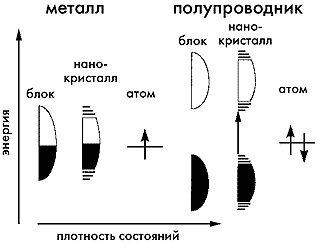 металл
полупроводник
блок
нано-
кристалл
атом
блок
нано-
кристалл
атом
энергия
плотность состояний